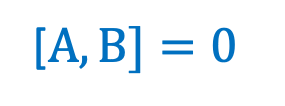 [A, B] = 0